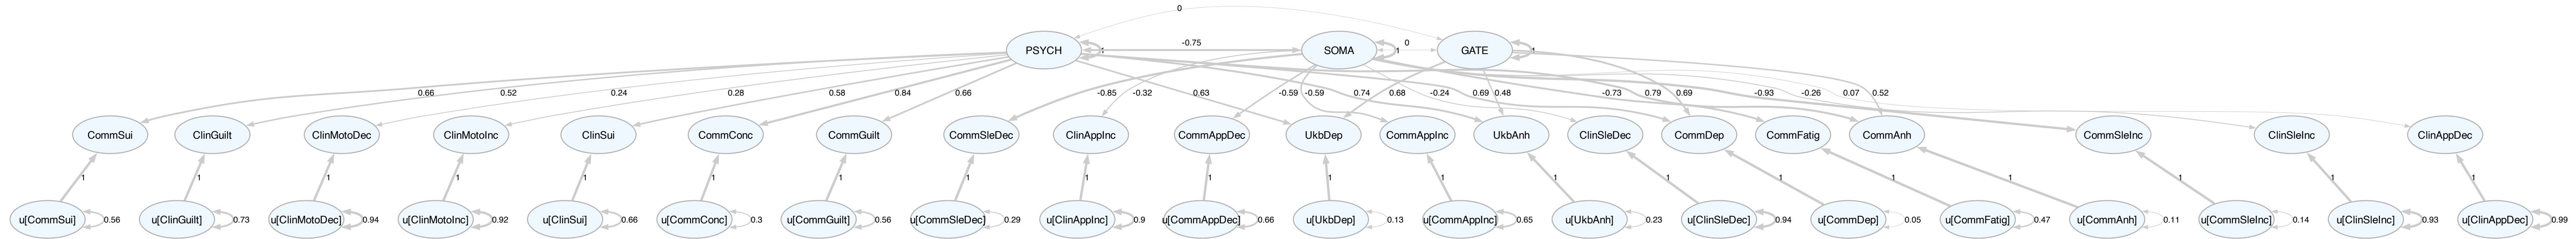 0
PSYCH 1 -0.75 SOMA 1 0 GATE 1
0.66 0.52 0.24 0.28 0.58 0.84 0.66 -0.85 -0.32 0.63 -0.59 -0.59 0.68 0.74 0.48 -0.24 0.69 0.69 -0.73 0.79 0.52 -0.93 -0.26 0.07
CommSui ClinGuilt ClinMotoDec ClinMotoInc ClinSui CommConc CommGuilt CommSleDec ClinAppInc CommAppDec UkbDep CommAppInc UkbAnh ClinSleDec CommDep CommFatig CommAnh CommSleInc ClinSleInc ClinAppDec
1 1 1 1 1 1 1 1 1 1 1 1 1 1 1 1 1 1 1 1
u[CommSui] 0.56 u[ClinGuilt] 0.73 u[ClinMotoDec] 0.94 u[ClinMotoInc] 0.92 u[ClinSui] 0.66 u[CommConc] 0.3 u[CommGuilt] 0.56 u[CommSleDec] 0.29 u[ClinAppInc] 0.9 u[CommAppDec] 0.66 u[UkbDep] 0.13 u[CommAppInc] 0.65 u[UkbAnh] 0.23 u[ClinSleDec] 0.94 u[CommDep] 0.05 u[CommFatig] 0.47 u[CommAnh] 0.11 u[CommSleInc] 0.14 u[ClinSleInc] 0.93 u[ClinAppDec] 0.99